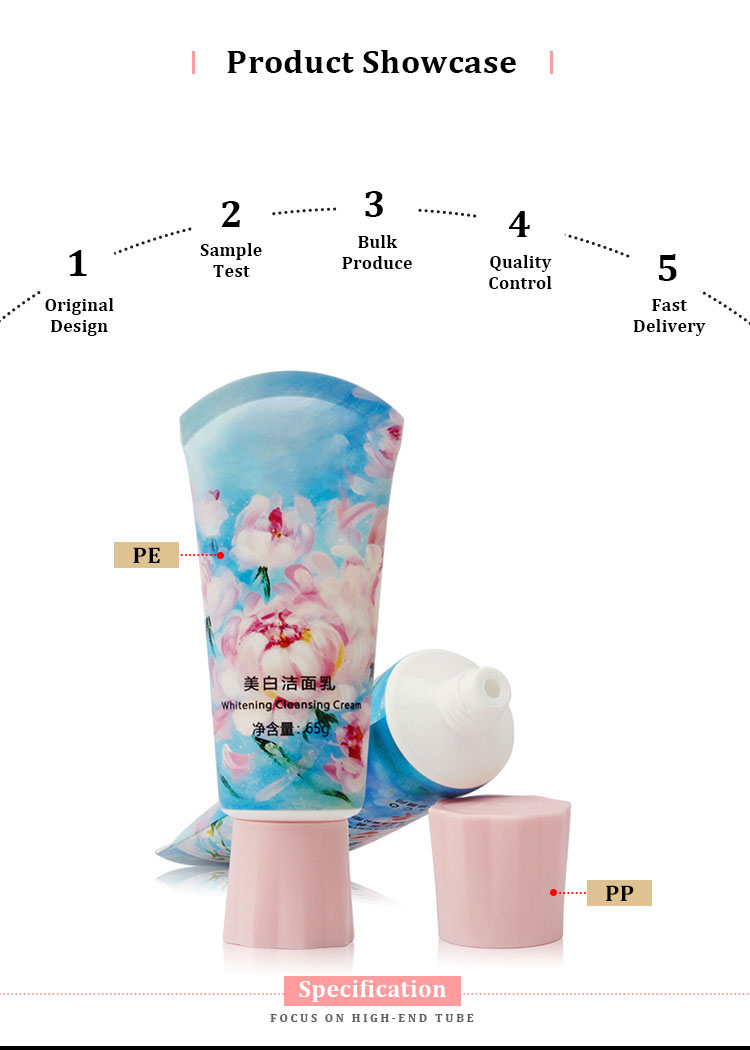 Product Showcase
1
Original
Design
2
Sample
Test
3
Bulk
Produce
4
Quality
Control
5
Fast
Delivery
PE
美白洁面乳
Whitening Cleansing Cream
净含量: 65g
PP
Specification
FOCUS ON HIGH-END TUBE